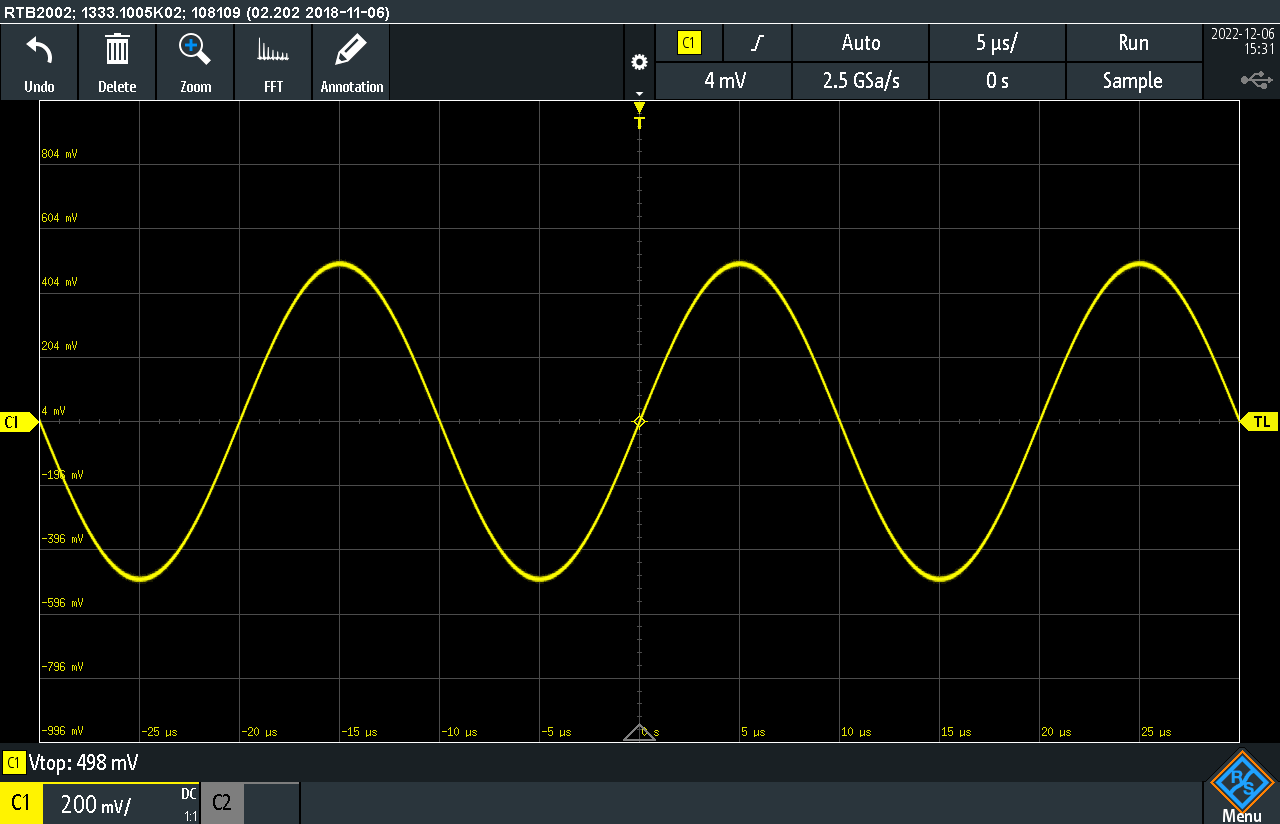 RTB2002; 1333.1005K02; 108109 (02.202 2018-11-06)
Undo
Delete
Zoom
FFT
Annotation
C1
Auto
5 µs/
Run
4 mV
2.5 GSa/s
0 s
Sample
2022-12-06
15:31
T
804 mV
604 mV
404 mV
204 mV
4 mV
-196 mV
-396 mV
-596 mV
-796 mV
-996 mV
C1
TL
-25 µs
-20 µs
-15 µs
-10 µs
-5 µs
0 s
5 µs
10 µs
15 µs
20 µs
25 µs
C1 Vtop: 498 mV
C1
200 mV/
DC
1:1
C2
R S
Menu